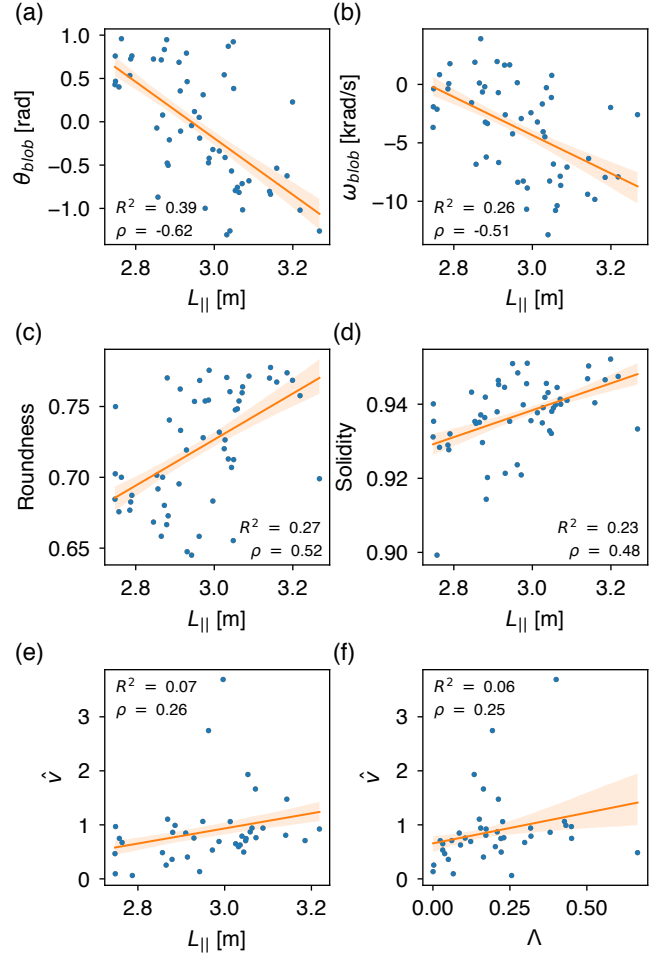 (a)
1.0
0.5
0.0
−0.5
−1.0
θ_blob [rad]
R² = 0.39
ρ = -0.62
2.8 3.0 3.2
L_|| [m]
(b)
0
−5
−10
ω_blob [krad/s]
R² = 0.26
ρ = -0.51
2.8 3.0 3.2
L_|| [m]
(c)
0.75
0.70
0.65
Roundness
R² = 0.27
ρ = 0.52
2.8 3.0 3.2
L_|| [m]
(d)
0.94
0.92
0.90
Solidity
R² = 0.23
ρ = 0.48
2.8 3.0 3.2
L_|| [m]
(e)
3
2
1
0
v̂
R² = 0.07
ρ = 0.26
2.8 3.0 3.2
L_|| [m]
(f)
3
2
1
0
v̂
R² = 0.06
ρ = 0.25
0.00 0.25 0.50
Λ